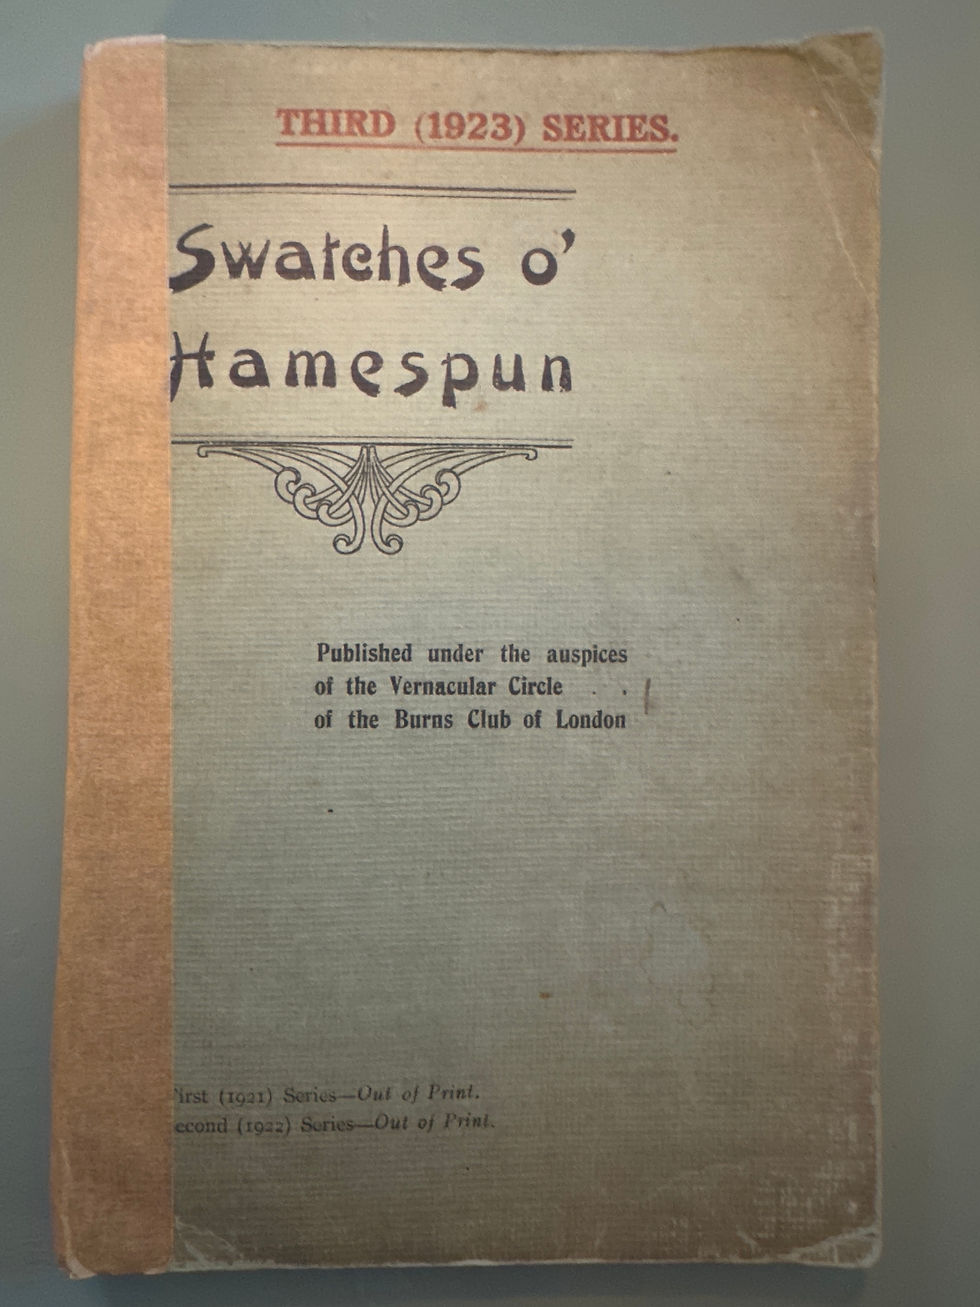 THIRD (1923) SERIES.
Swatches o'
Hamespun
Published under the auspices
of the Vernacular Circle . .
of the Burns Club of London
irst (1921) Series—Out of Print.
econd (1922) Series—Out of Print.